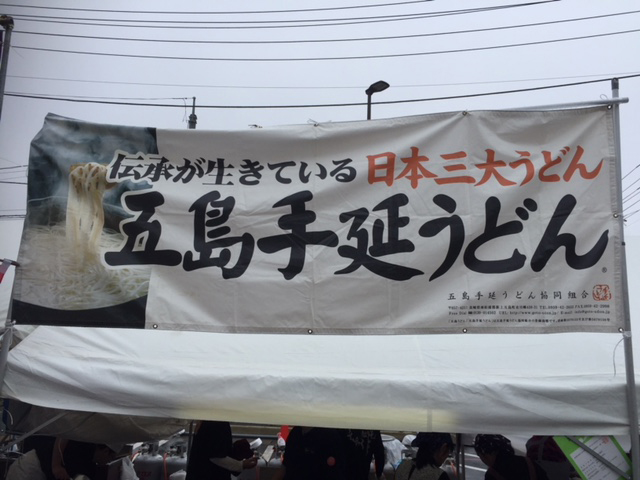 伝承が生きている 日本三大うどん
五島手延うどん
®
五島手延うどん協同組合